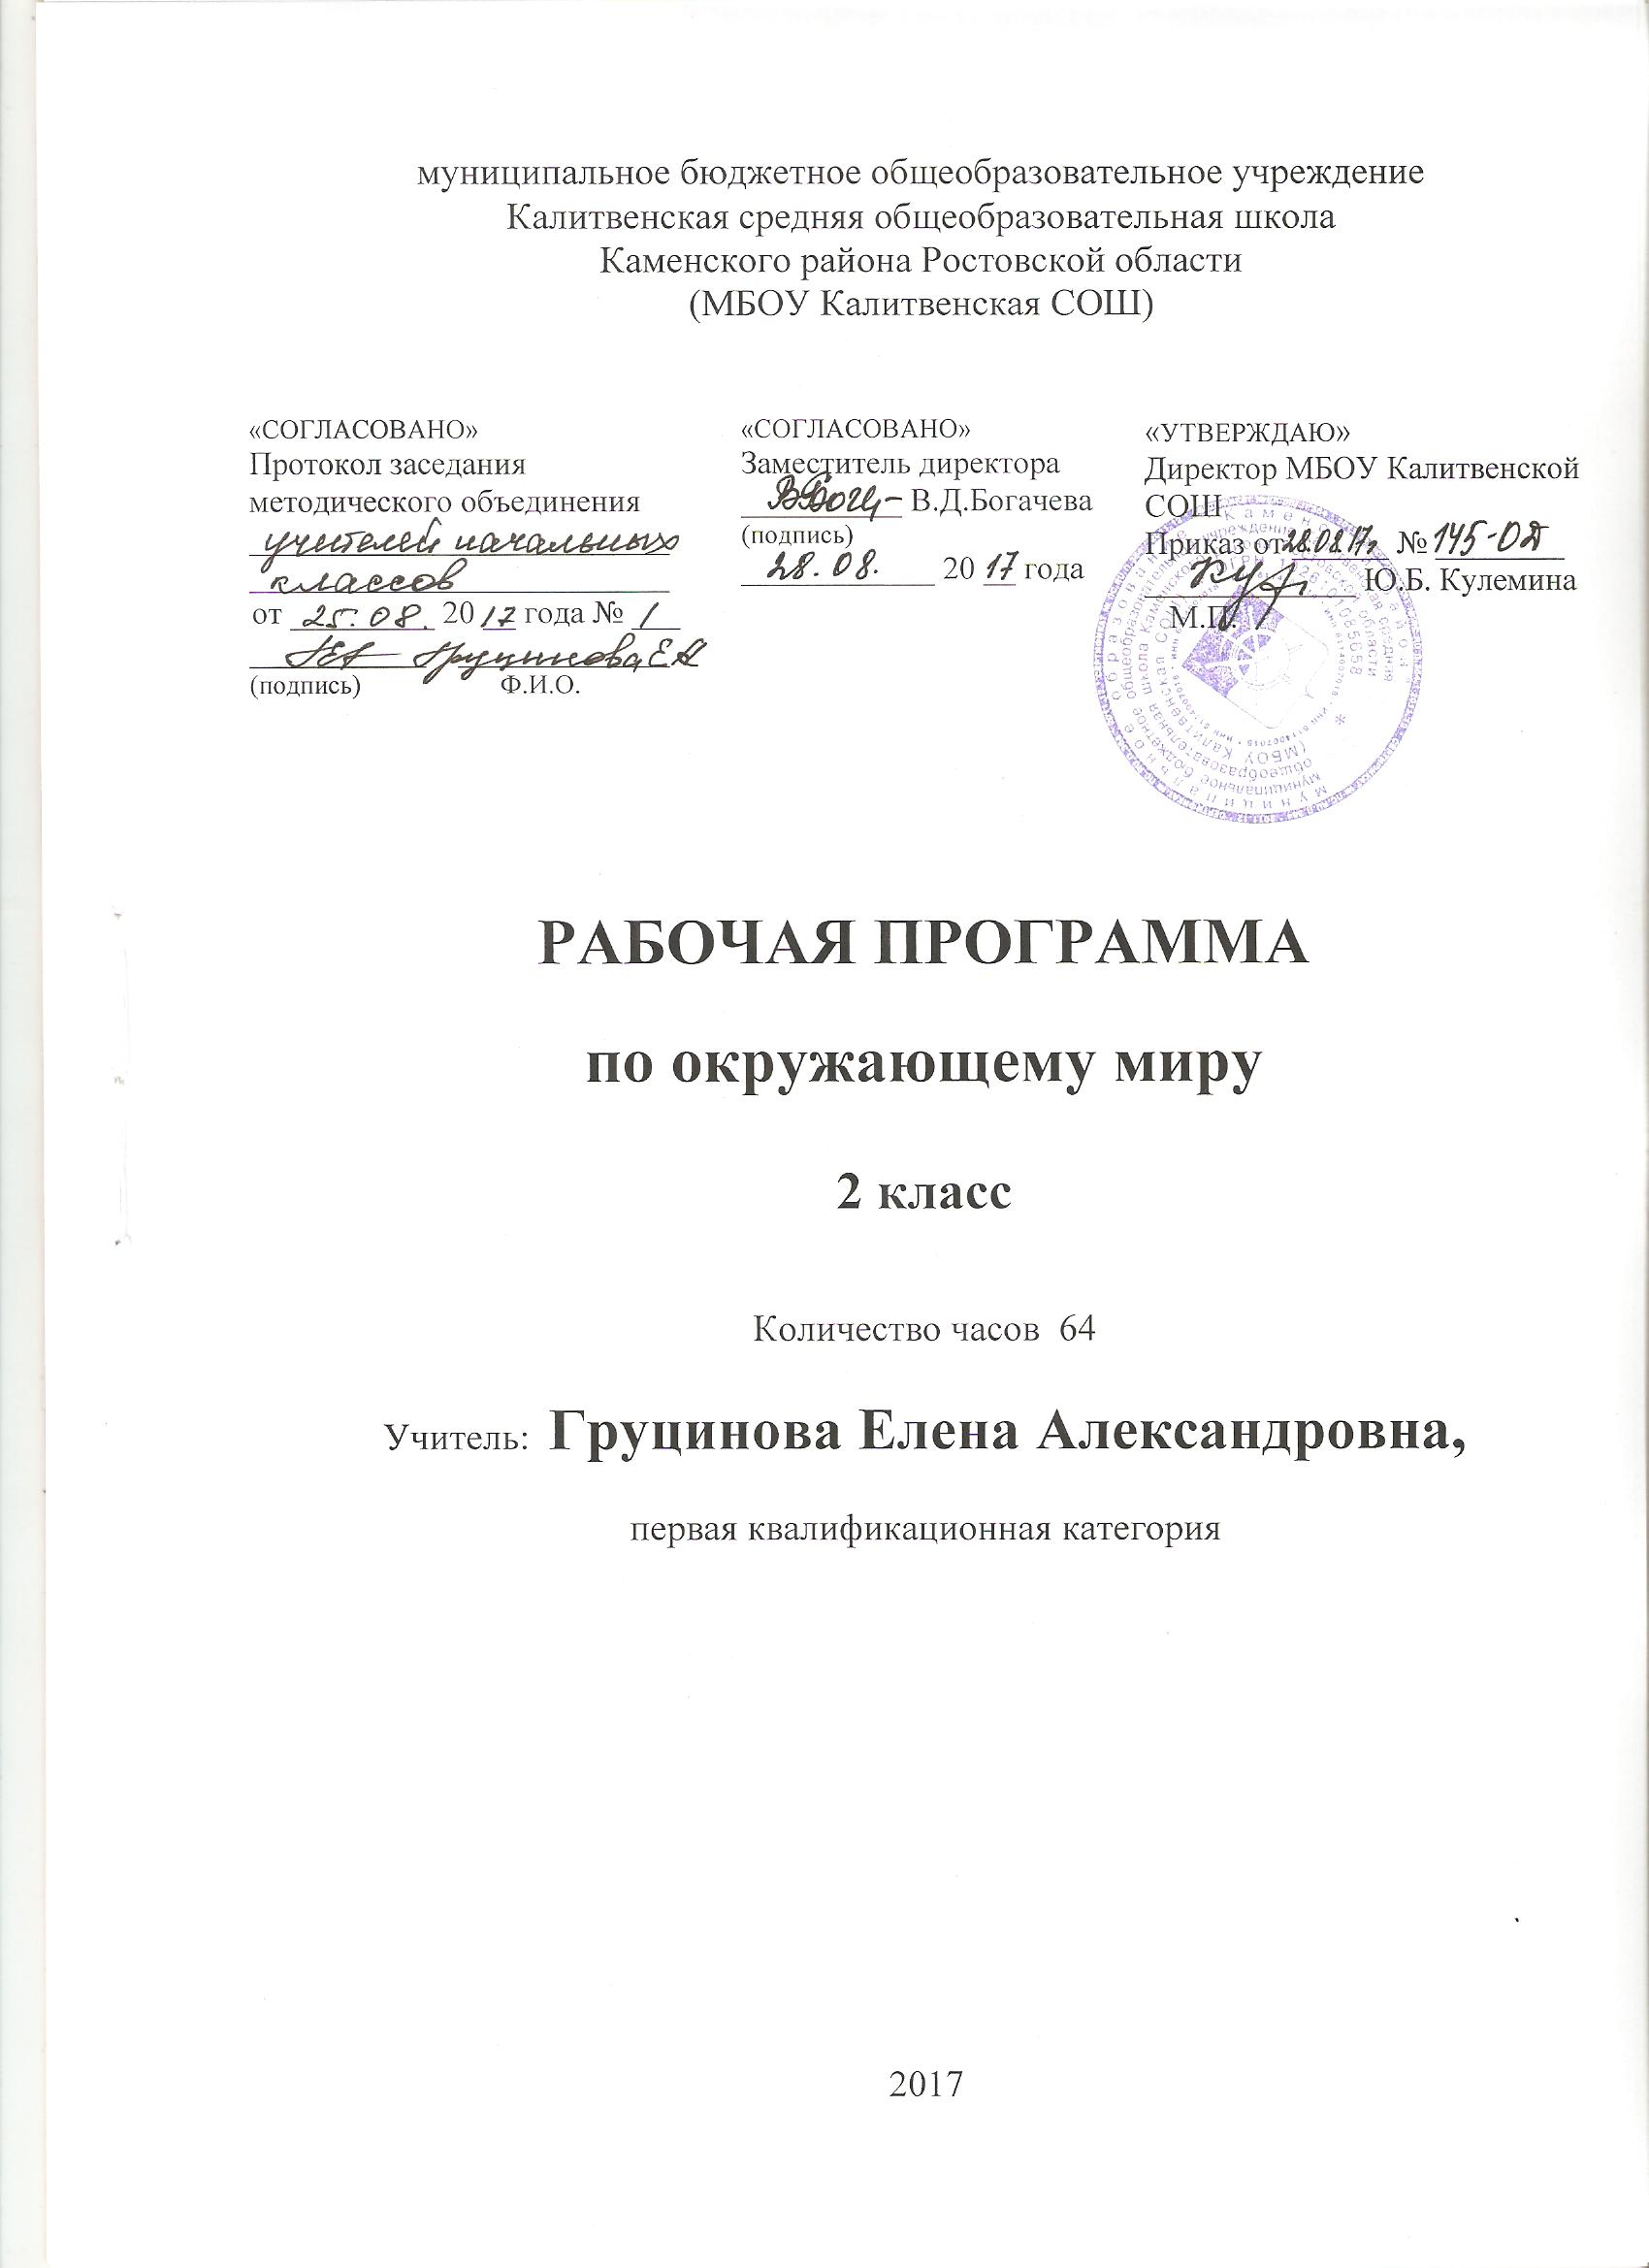 муниципальное бюджетное общеобразовательное учреждение
Калитвенская средняя общеобразовательная школа
Каменского района Ростовской области
(МБОУ Калитвенская СОШ)
«СОГЛАСОВАНО»
Протокол заседания
методического объединения
учителей начальных
классов
от 25.08. 2017 года № 1
Груцинова Е А
(подпись) Ф.И.О.
«СОГЛАСОВАНО»
Заместитель директора
В.Д.Богачева
(подпись)
28.08. 2017 года
«УТВЕРЖДАЮ»
Директор МБОУ Калитвенской
СОШ
Приказ от 28.08.17г № 145-ОД
Ю.Б. Кулемина
М.П.
РАБОЧАЯ ПРОГРАММА
по окружающему миру
2 класс
Количество часов 64
Учитель: Груцинова Елена Александровна,
первая квалификационная категория
2017